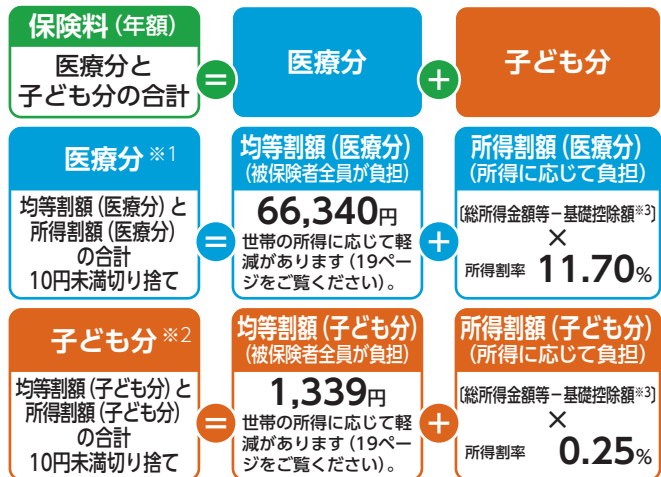 保険料(年額)
医療分と
子ども分の合計
=
医療分
+
子ども分
医療分※1
均等割額(医療分)と
所得割額(医療分)
の合計
10円未満切り捨て
=
均等割額(医療分)
(被保険者全員が負担)
66,340円
世帯の所得に応じて軽
減があります(19ペー
ジをご覧ください)。
+
所得割額(医療分)
(所得に応じて負担)
〔総所得金額等-基礎控除額※3〕
×
所得割率 11.70%
子ども分※2
均等割額(子ども分)と
所得割額(子ども分)
の合計
10円未満切り捨て
=
均等割額(子ども分)
(被保険者全員が負担)
1,339円
世帯の所得に応じて軽
減があります(19ペー
ジをご覧ください)。
+
所得割額(子ども分)
(所得に応じて負担)
〔総所得金額等-基礎控除額※3〕
×
所得割率 0.25%